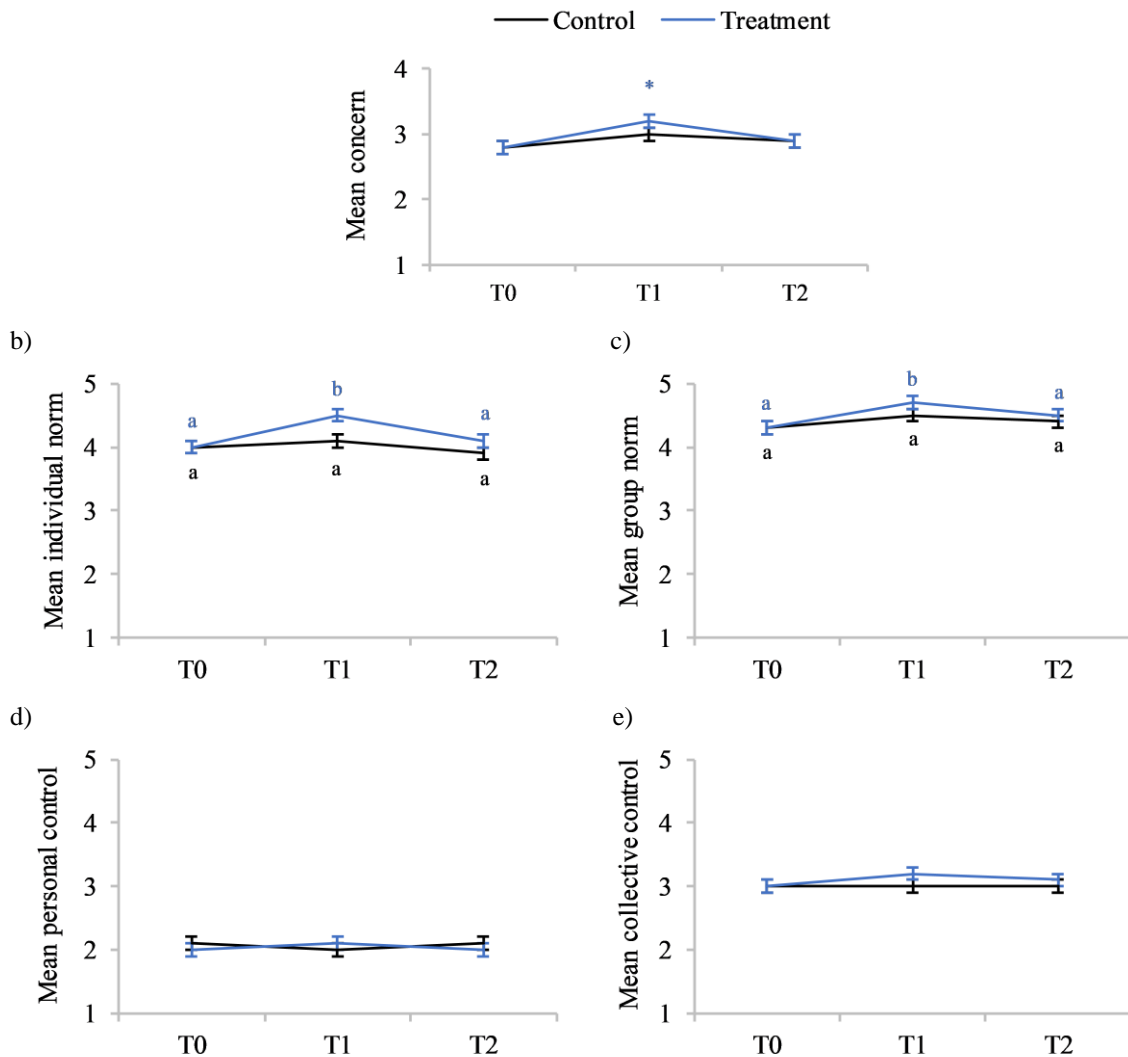 Control Treatment
Mean concern
4
*
3
2
1
T0 T1 T2
b)
Mean individual norm
5
4
3
2
1
a b a
a a a
T0 T1 T2
c)
Mean group norm
5
4
3
2
1
a b a
a a a
T0 T1 T2
d)
Mean personal control
5
4
3
2
1
T0 T1 T2
e)
Mean collective control
5
4
3
2
1
T0 T1 T2